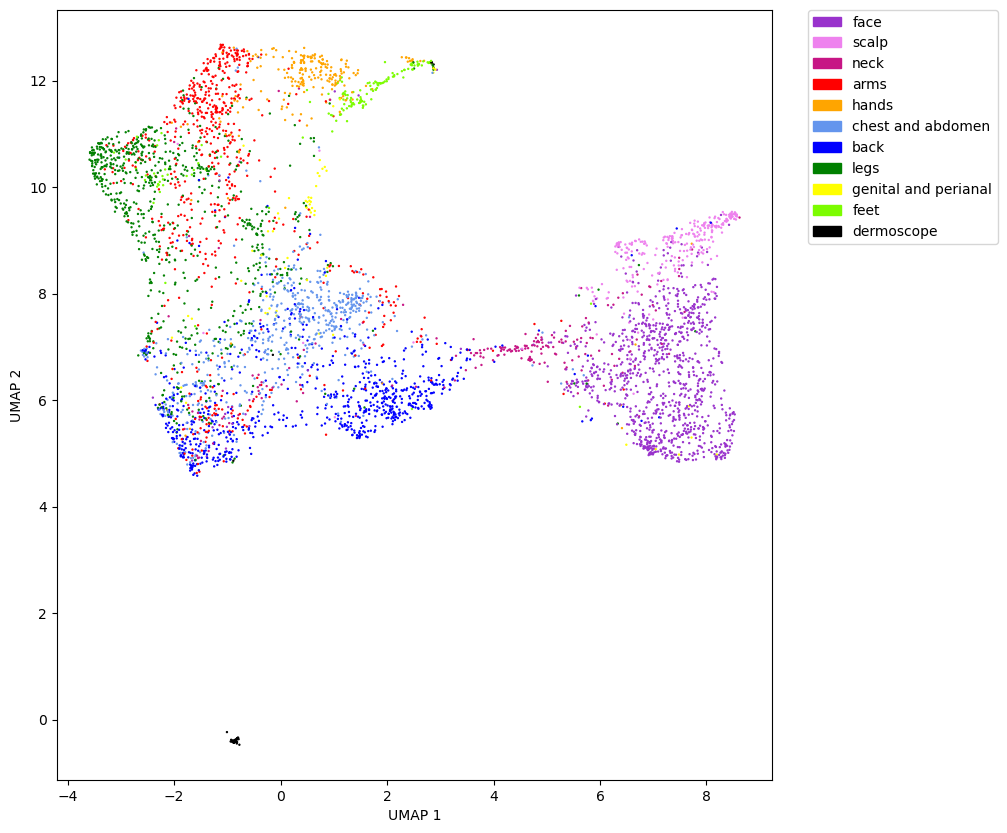 12
10
8
6
4
2
0
−4
−2
0
2
4
6
8
UMAP 1
UMAP 2
face
scalp
neck
arms
hands
chest and abdomen
back
legs
genital and perianal
feet
dermoscope